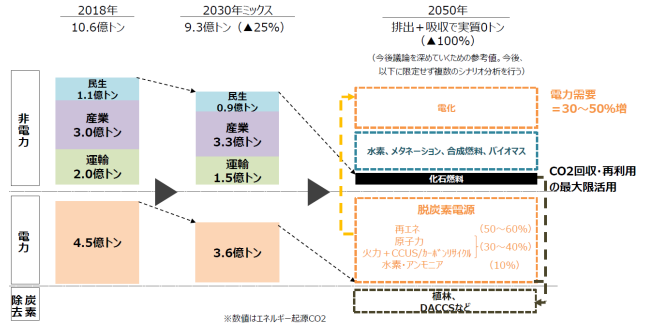 2018年
10.6億トン
2030年ミックス
9.3億トン(▲25%)
2050年
排出+吸収で実質0トン
(▲100%)
(今後議論を深めていくための参考値。今後、
以下に限定せず複数のシナリオ分析を行う)
非電力
民生
1.1億トン
産業
3.0億トン
運輸
2.0億トン
民生
0.9億トン
産業
3.3億トン
運輸
1.5億トン
電化
電力需要
=30~50%増
水素、メタネーション、合成燃料、バイオマス
化石燃料
CO2回収・再利用
の最大限活用
電力
4.5億トン
3.6億トン
脱炭素電源
再エネ (50~60%)
原子力
火力+CCUS/カーボンリサイクル (30~40%)
水素・アンモニア (10%)
炭素除去
植林、
DACCSなど
※数値はエネルギー起源CO2